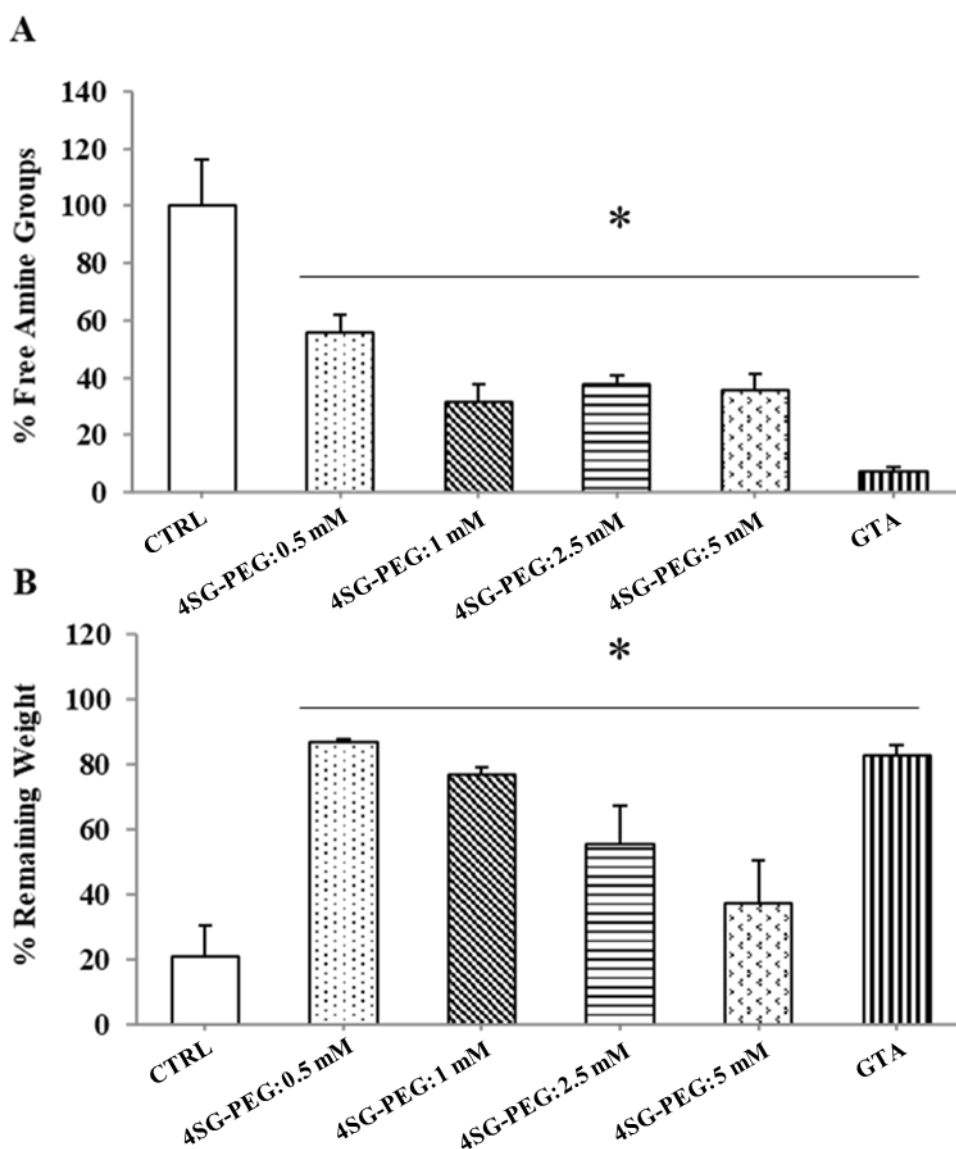 A
% Free Amine Groups
140
120
100
80
60
40
20
0
*
CTRL
4SG-PEG: 0.5 mM
4SG-PEG: 1 mM
4SG-PEG: 2.5 mM
4SG-PEG: 5 mM
GTA
B
% Remaining Weight
120
100
80
60
40
20
0
*
CTRL
4SG-PEG: 0.5 mM
4SG-PEG: 1 mM
4SG-PEG: 2.5 mM
4SG-PEG: 5 mM
GTA